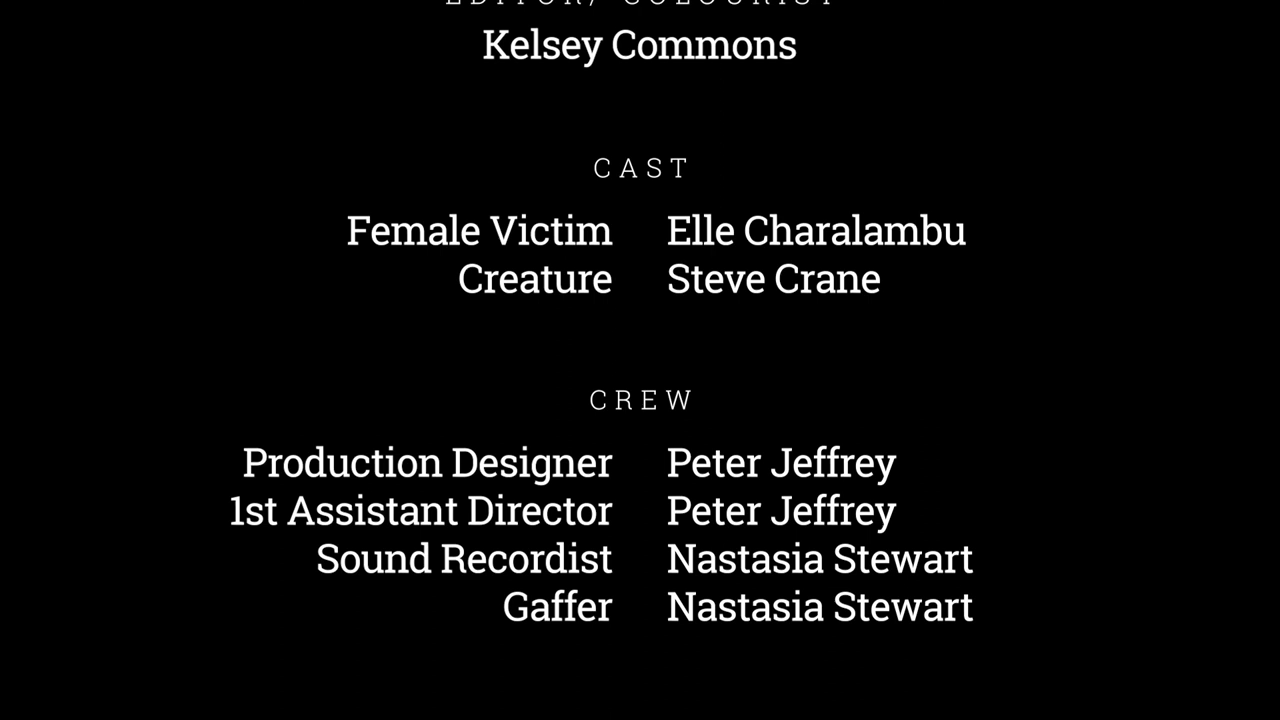 EDITOR/ COLOURIST
Kelsey Commons
CAST
Female Victim Elle Charalambu
Creature Steve Crane
CREW
Production Designer Peter Jeffrey
1st Assistant Director Peter Jeffrey
Sound Recordist Nastasia Stewart
Gaffer Nastasia Stewart